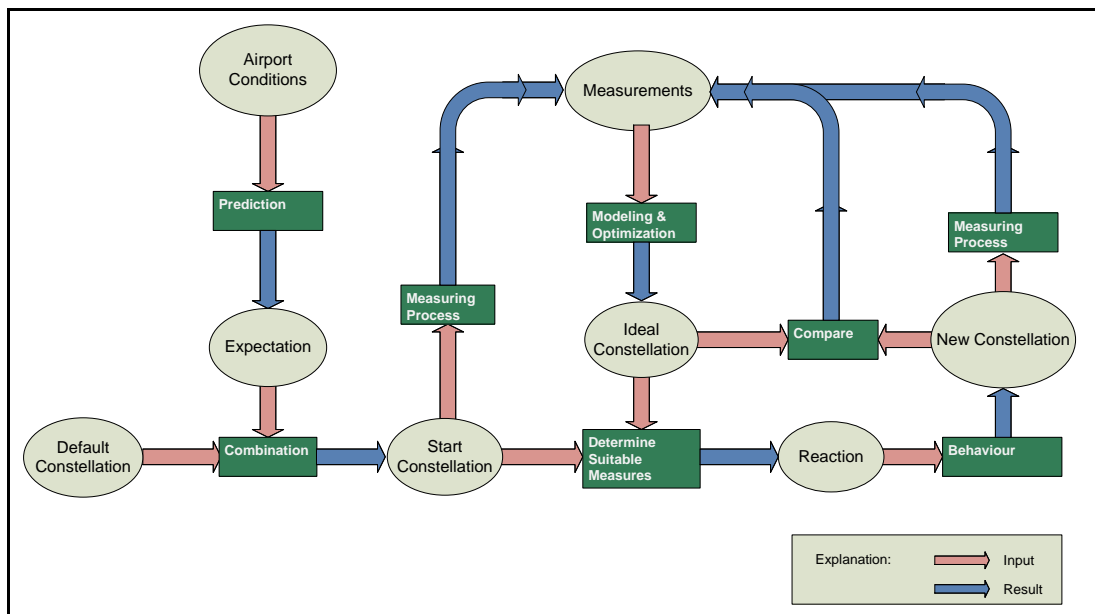 Airport
Conditions
Measurements
Prediction
Modeling &
Optimization
Measuring
Process
Measuring
Process
Expectation
Ideal
Constellation
Compare
New Constellation
Default
Constellation
Combination
Start
Constellation
Determine
Suitable
Measures
Reaction
Behaviour
Explanation:
Input
Result